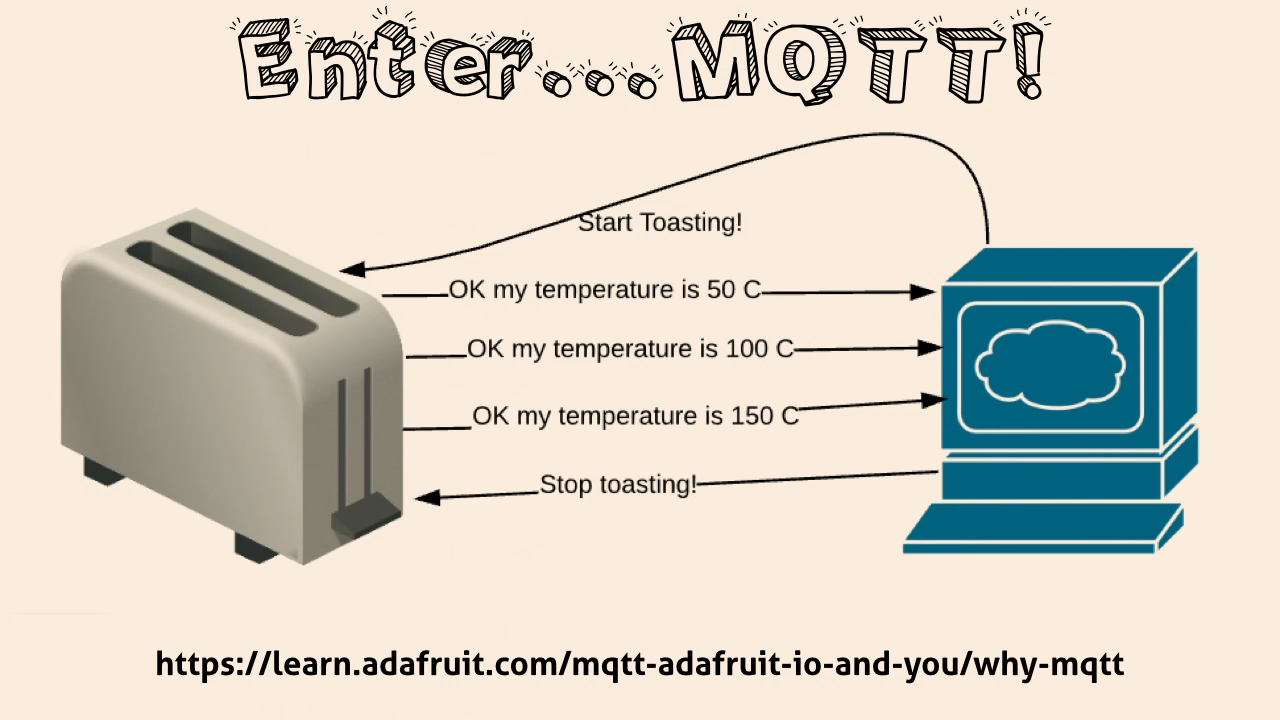 Enter...MQTT!
Start Toasting!
OK my temperature is 50 C
OK my temperature is 100 C
OK my temperature is 150 C
Stop toasting!
https://learn.adafruit.com/mqtt-adafruit-io-and-you/why-mqtt